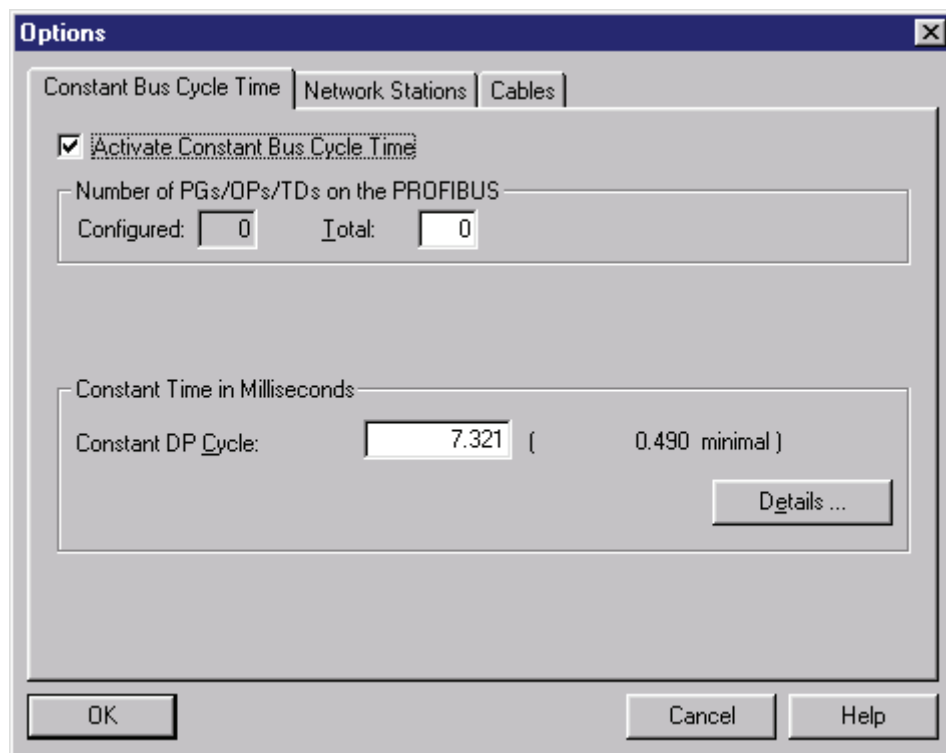 Options
Constant Bus Cycle Time Network Stations Cables
Activate Constant Bus Cycle Time
Number of PGs/OPs/TDs on the PROFIBUS
Configured: 0 Total: 0
Constant Time in Milliseconds
Constant DP Cycle: 7.321 ( 0.490 minimal )
Details ...
OK Cancel Help